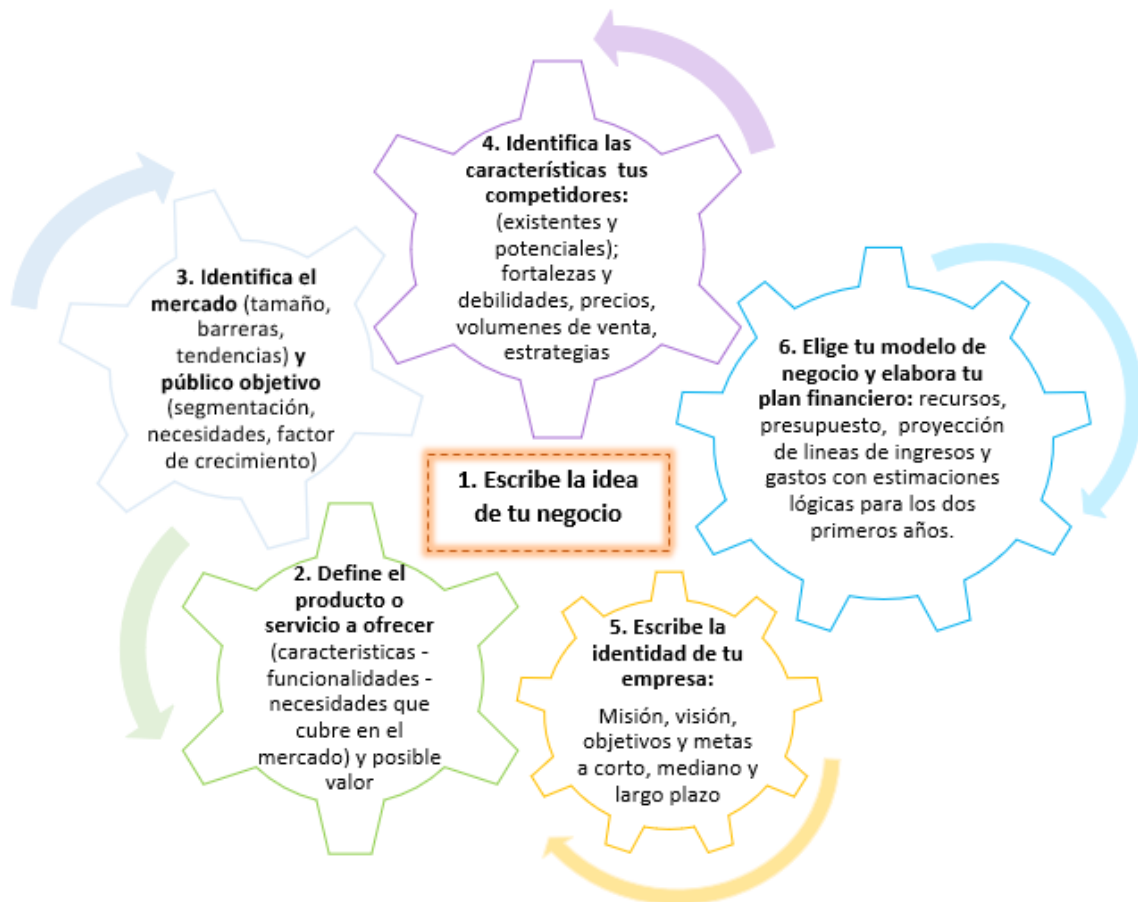 1. Escribe la idea
de tu negocio
2. Define el
producto o
servicio a ofrecer
(caracteristicas -
funcionalidades -
necesidades que
cubre en el
mercado) y posible
valor
3. Identifica el
mercado (tamaño,
barreras,
tendencias) y
público objetivo
(segmentación,
necesidades, factor
de crecimiento)
4. Identifica las
características tus
competidores:
(existentes y
potenciales);
fortalezas y
debilidades, precios,
volumenes de venta,
estrategias
5. Escribe la
identidad de tu
empresa:
Misión, visión,
objetivos y metas
a corto, mediano y
largo plazo
6. Elige tu modelo de
negocio y elabora tu
plan financiero: recursos,
presupuesto, proyección
de lineas de ingresos y
gastos con estimaciones
lógicas para los dos
primeros años.